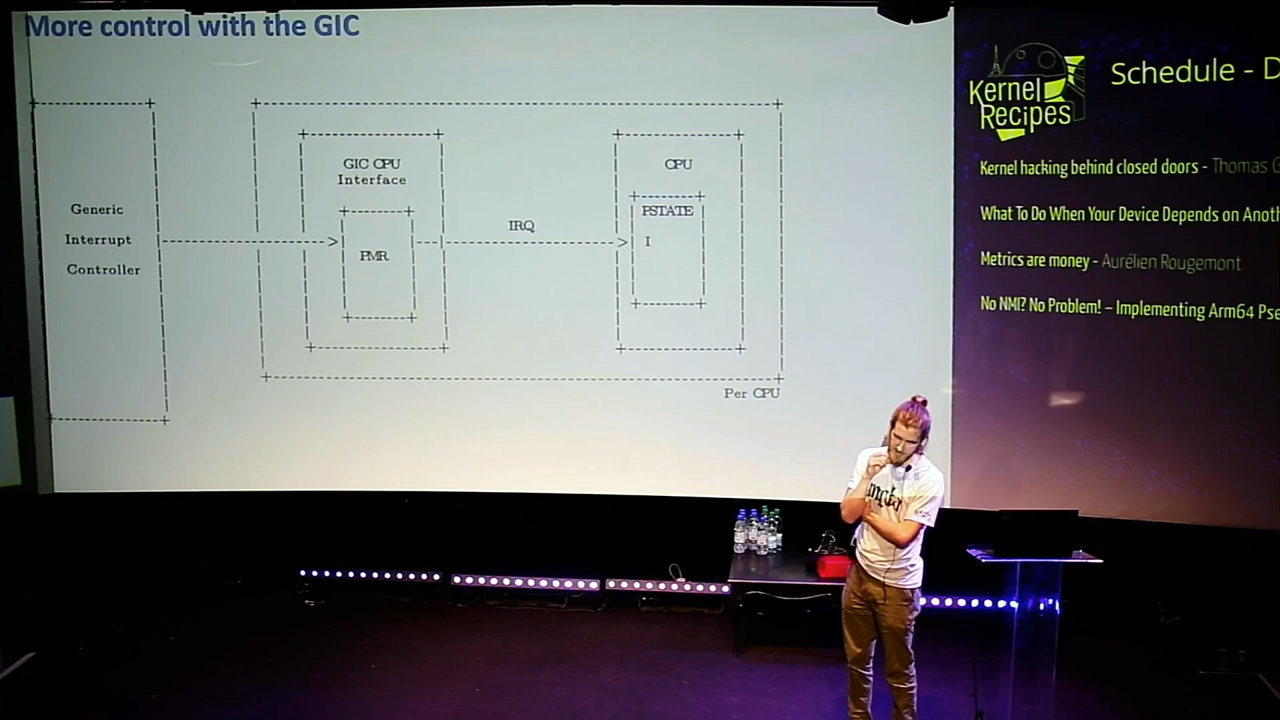 More control with the GIC
Generic
Interrupt
Controller
GIC CPU
Interface
PMR
IRQ
CPU
PSTATE
I
Per CPU
Kernel
Recipes
Schedule -
Kernel hacking behind closed doors - Thomas
What To Do When Your Device Depends on
Metrics are money - Aurélien Rougemont
No NMI? No Problem! – Implementing Arm64